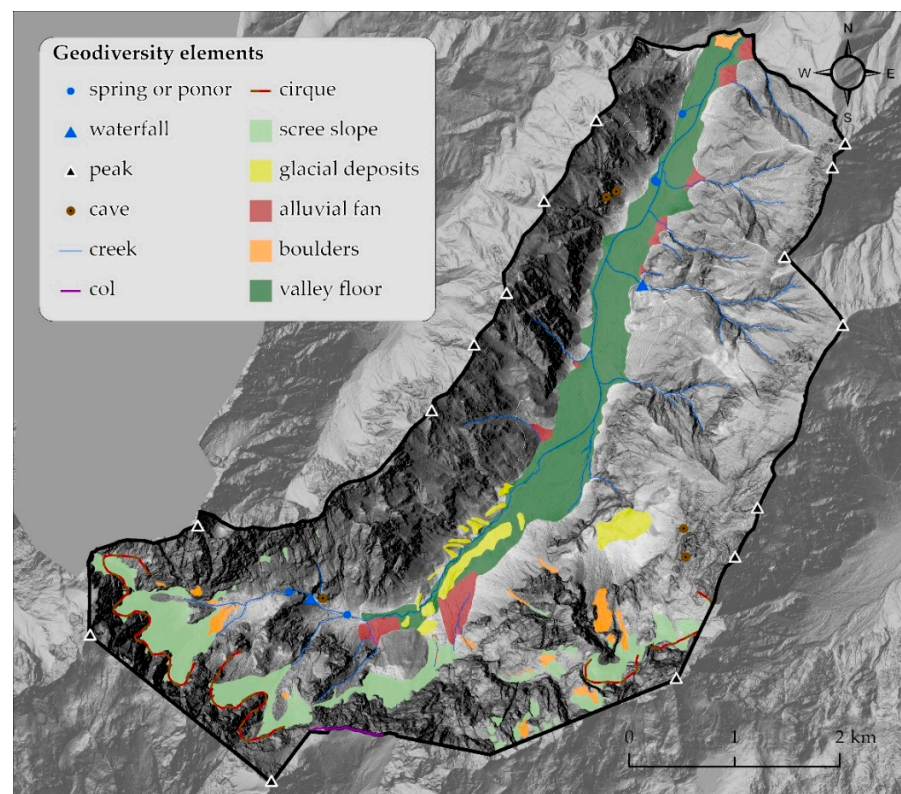 Geodiversity elements
spring or ponor
cirque
waterfall
scree slope
peak
glacial deposits
cave
alluvial fan
creek
boulders
col
valley floor
N
W E
S
0 1 2 km